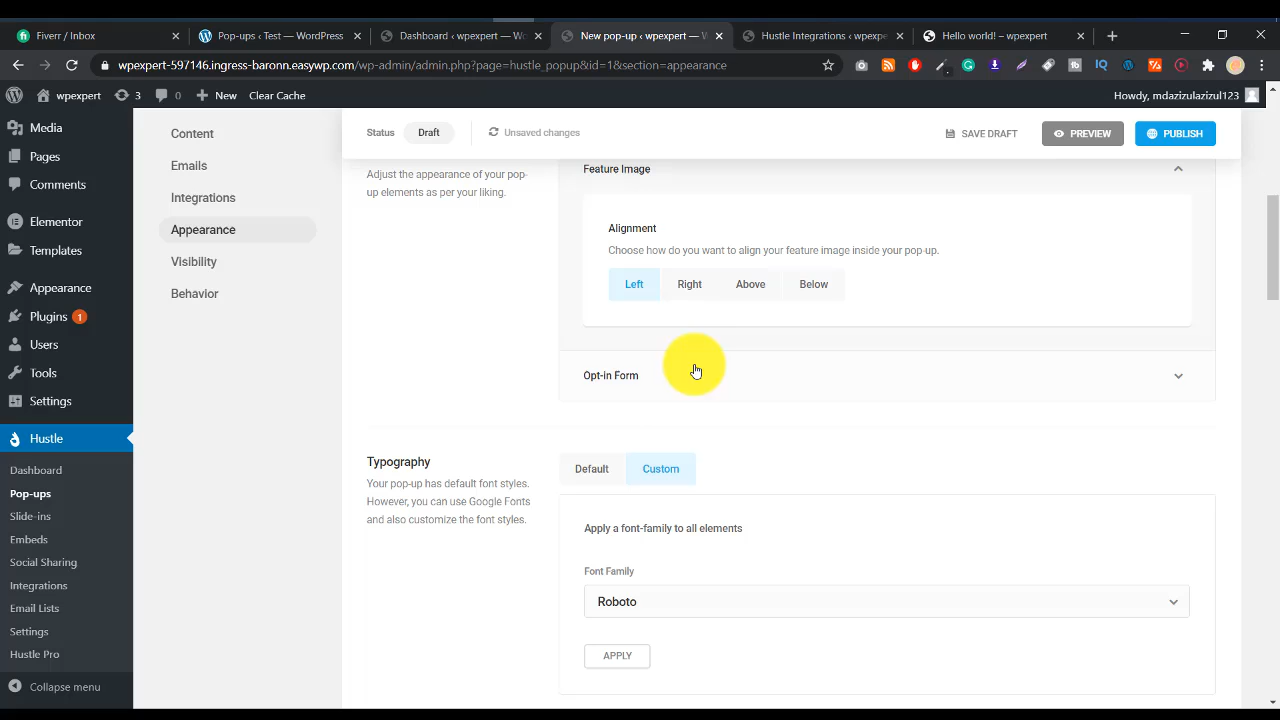 Fiverr / Inbox
Pop-ups ‹ Test — WordPress
Dashboard ‹ wpexpert — Wo
New pop-up ‹ wpexpert — W
Hustle Integrations ‹ wpexpe
Hello world! – wpexpert
wpexpert-597146.ingress-baronn.easywp.com/wp-admin/admin.php?page=hustle_popup&id=1&section=appearance
wpexpert
3
0
New
Clear Cache
Howdy, mdazizulazizul123
Media
Pages
Comments
Elementor
Templates
Appearance
Plugins 1
Users
Tools
Settings
Hustle
Dashboard
Pop-ups
Slide-ins
Embeds
Social Sharing
Integrations
Email Lists
Settings
Hustle Pro
Collapse menu
Content
Emails
Integrations
Appearance
Visibility
Behavior
Status
Draft
Unsaved changes
SAVE DRAFT
PREVIEW
PUBLISH
Adjust the appearance of your pop-
up elements as per your liking.
Feature Image
Alignment
Choose how do you want to align your feature image inside your pop-up.
Left
Right
Above
Below
Opt-in Form
Typography
Your pop-up has default font styles.
However, you can use Google Fonts
and also customize the font styles.
Default
Custom
Apply a font-family to all elements
Font Family
Roboto
APPLY